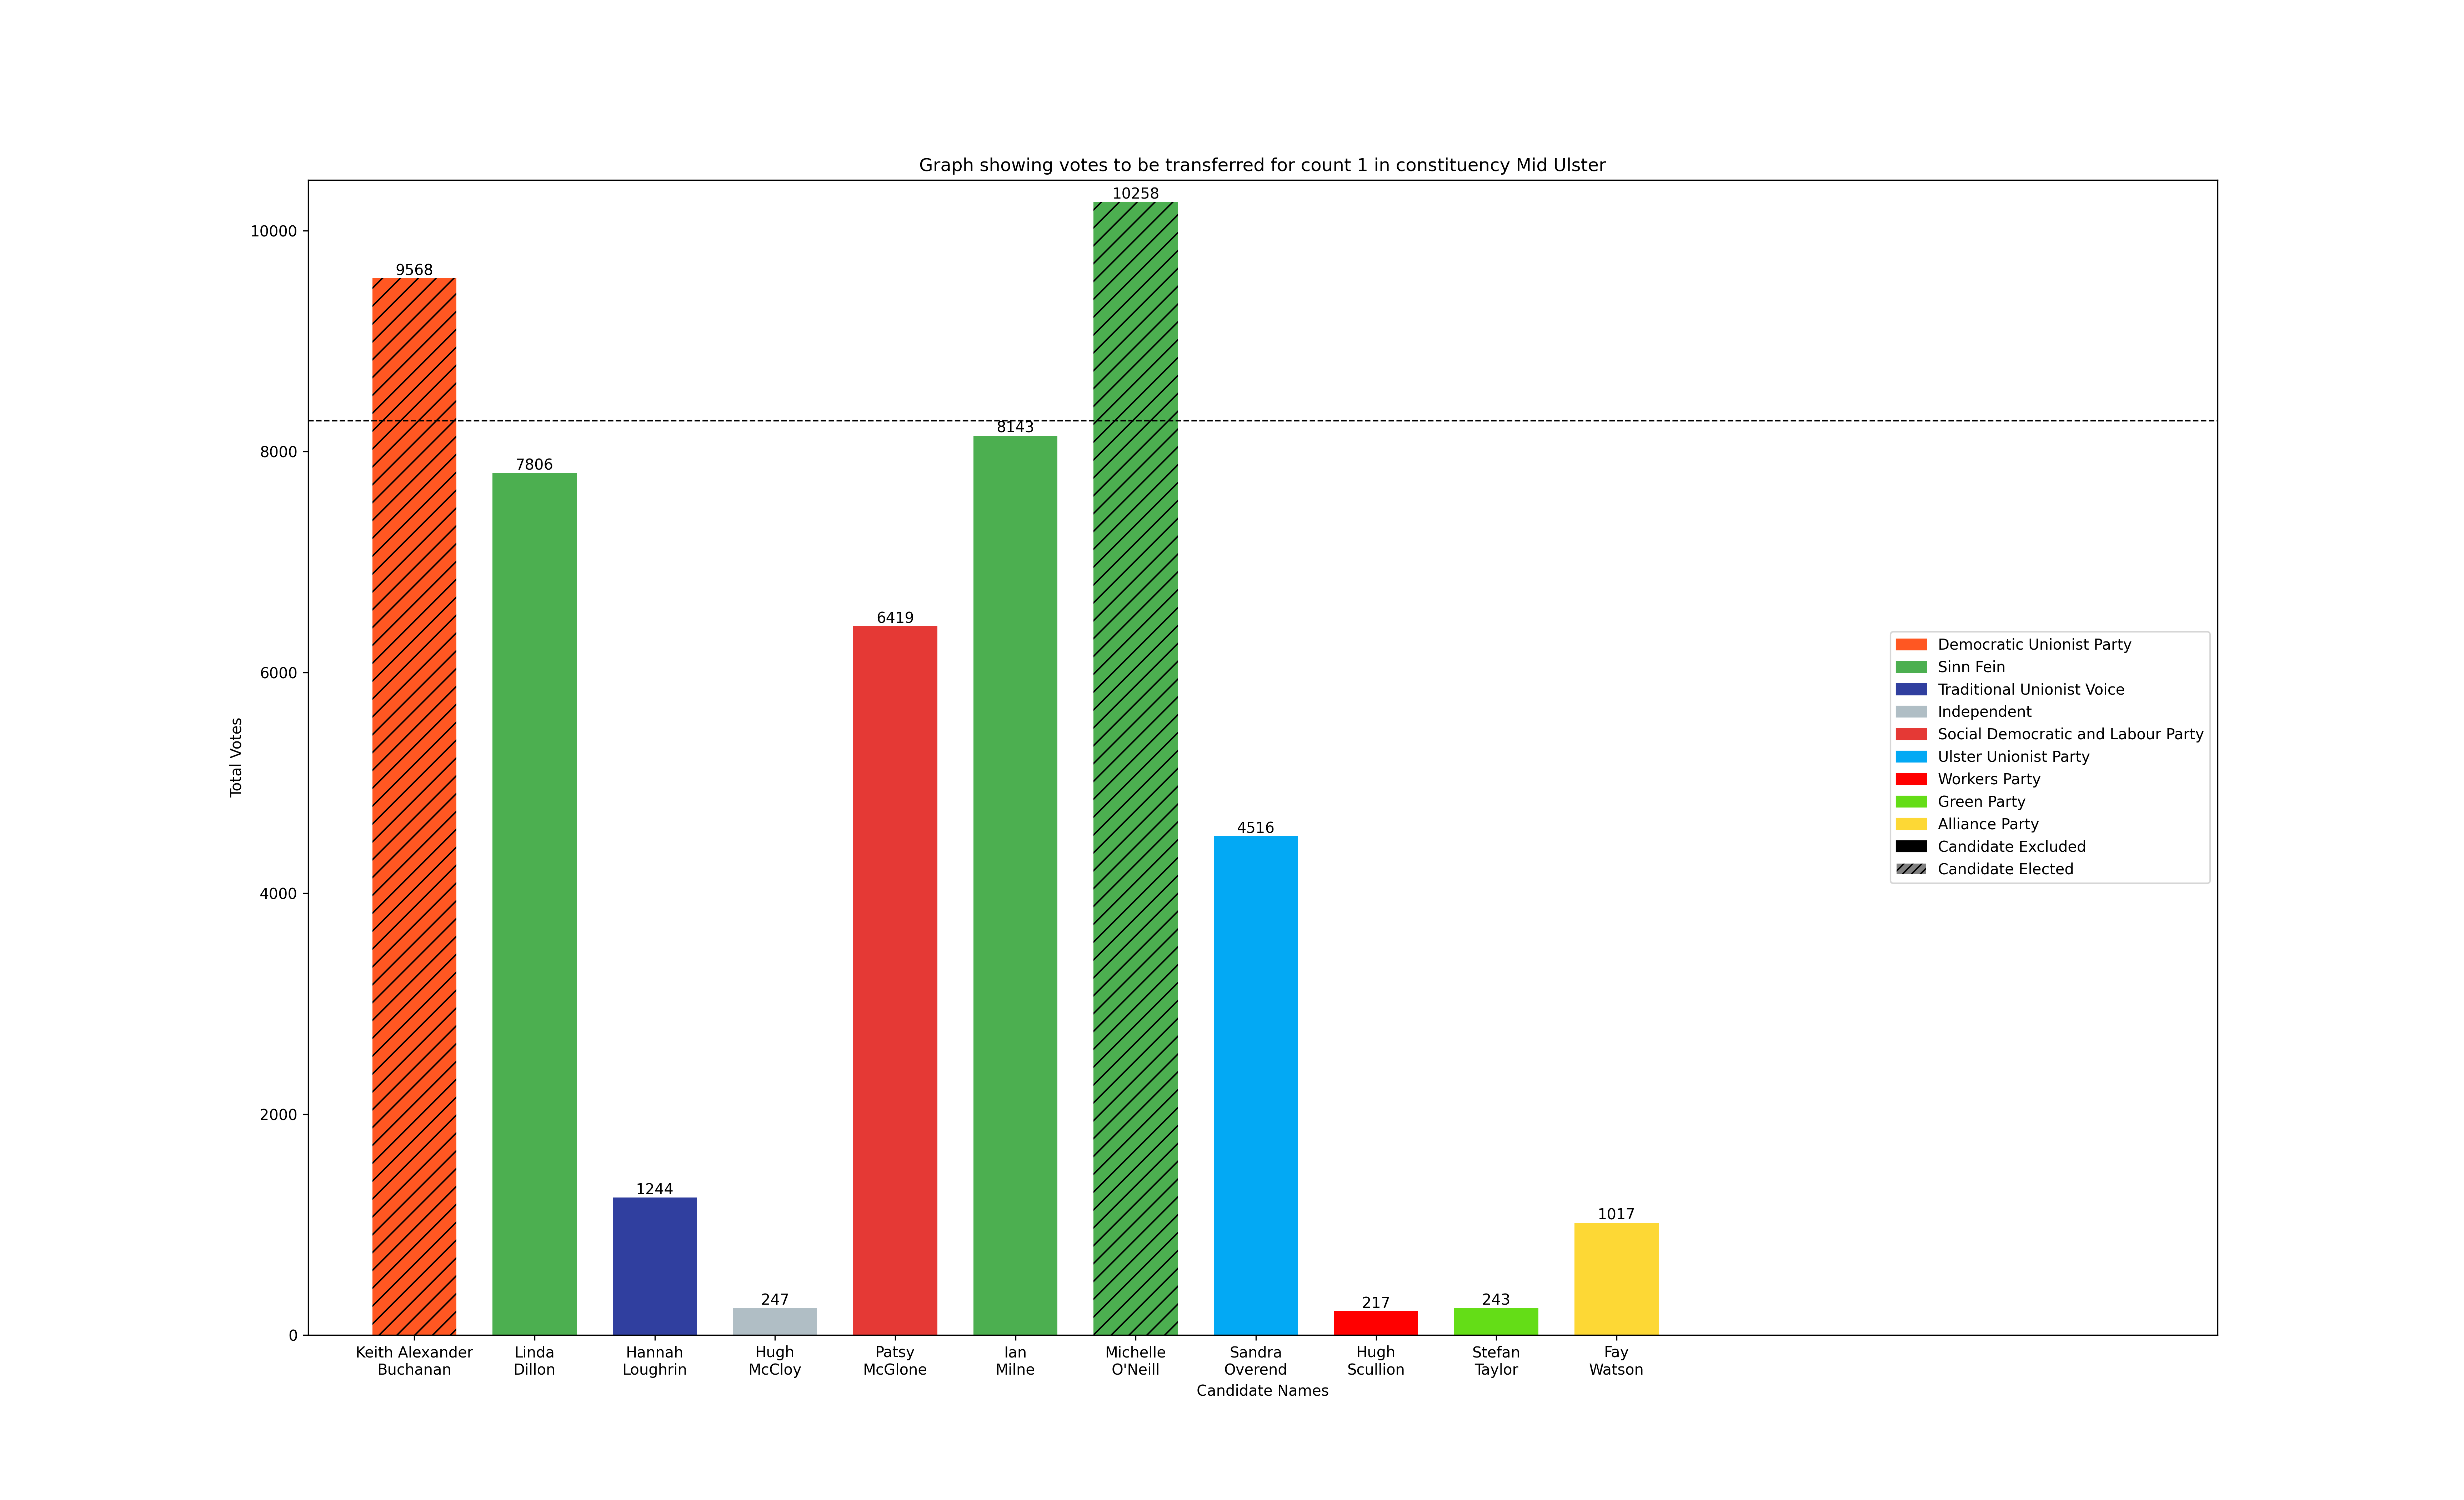 Graph showing votes to be transferred for count 1 in constituency Mid Ulster
10258
10000
9568
8143
8000
7806
6419
6000
4516
4000
2000
1244
1017
247
243
217
0
Total Votes
Democratic Unionist Party
Sinn Fein
Traditional Unionist Voice
Independent
Social Democratic and Labour Party
Ulster Unionist Party
Workers Party
Green Party
Alliance Party
Candidate Excluded
Candidate Elected
Keith Alexander
Buchanan
Linda
Dillon
Hannah
Loughrin
Hugh
McCloy
Patsy
McGlone
Ian
Milne
Michelle
O'Neill
Sandra
Overend
Hugh
Scullion
Stefan
Taylor
Fay
Watson
Candidate Names